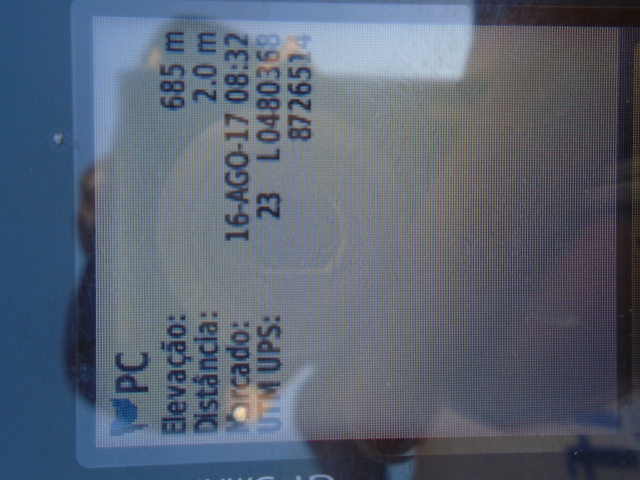 PC
Elevação: 685 m
Distância: 2.0 m
Marcado: 16-AGO-17 08:32
UTM UPS: 23 L 0480368
8726514